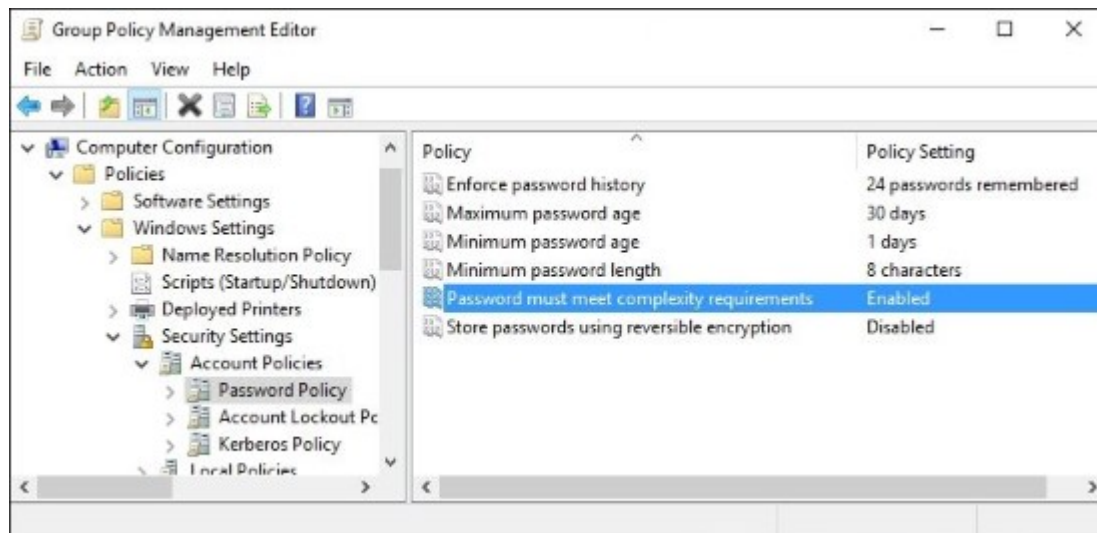 Group Policy Management Editor
File Action View Help
Computer Configuration
Policies
Software Settings
Windows Settings
Name Resolution Policy
Scripts (Startup/Shutdown)
Deployed Printers
Security Settings
Account Policies
Password Policy
Account Lockout Pc
Kerberos Policy
Local Policies
Policy Policy Setting
Enforce password history 24 passwords remembered
Maximum password age 30 days
Minimum password age 1 days
Minimum password length 8 characters
Password must meet complexity requirements Enabled
Store passwords using reversible encryption Disabled